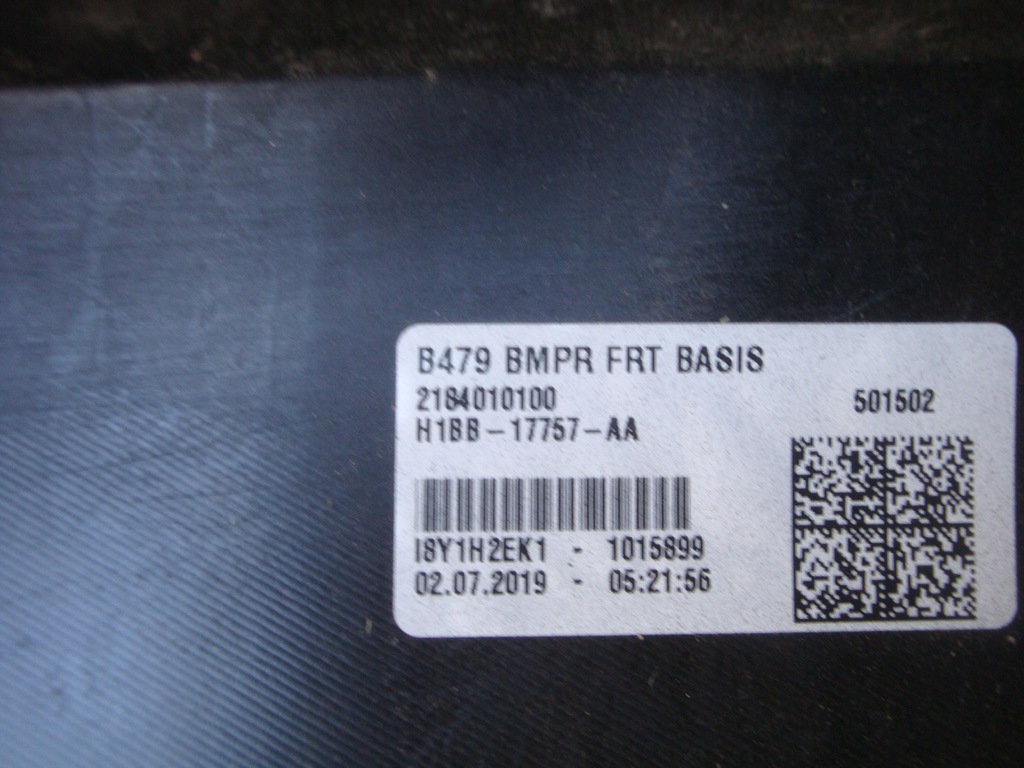 B479 BMPR FRT BASIS
2184010100
501502
H1BB-17757-AA
I8Y1H2EK1 - 1015899
02.07.2019 - 05:21:56